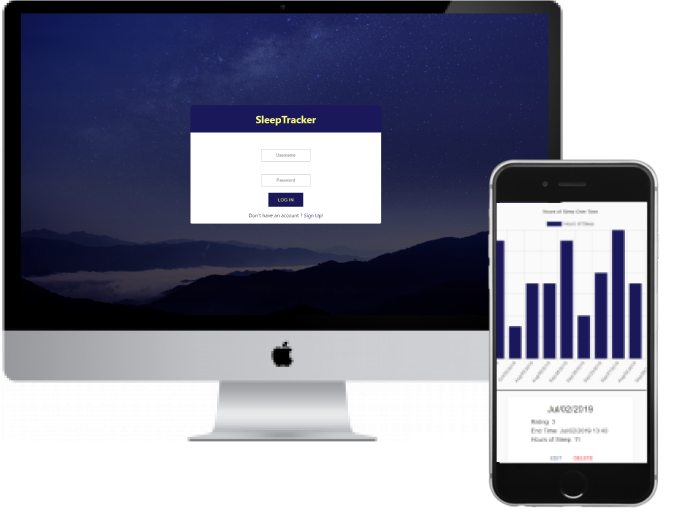 SleepTracker
Username
Password
LOG IN
Don't have an account ? Sign Up!
Hours of Sleep Over Time
Hours of Sleep
Jul/02/2019
Rating: 3
End Time: Jul/02/2019 13:40
Hours of Sleep: 11
EDIT DELETE